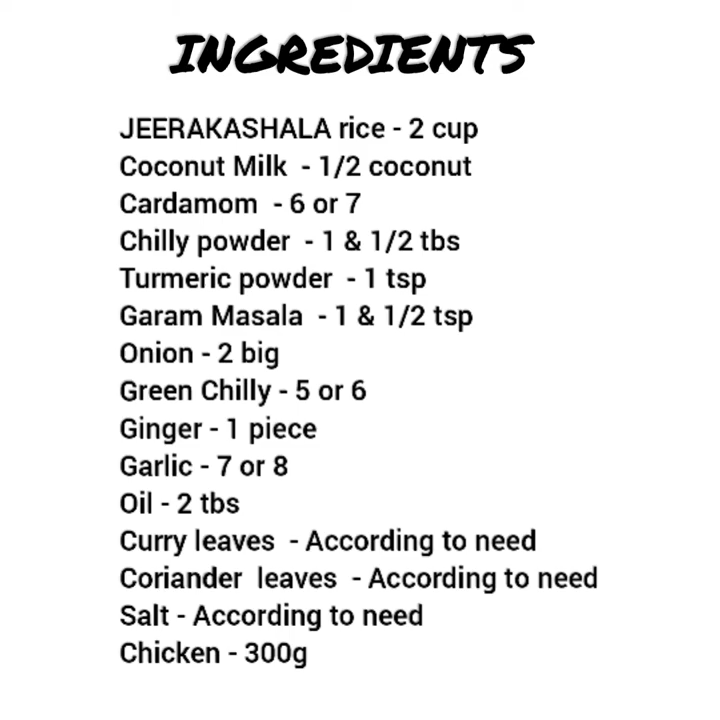 INGREDIENTS
JEERAKASHALA rice - 2 cup
Coconut Milk - 1/2 coconut
Cardamom - 6 or 7
Chilly powder - 1 & 1/2 tbs
Turmeric powder - 1 tsp
Garam Masala - 1 & 1/2 tsp
Onion - 2 big
Green Chilly - 5 or 6
Ginger - 1 piece
Garlic - 7 or 8
Oil - 2 tbs
Curry leaves - According to need
Coriander leaves - According to need
Salt - According to need
Chicken - 300g